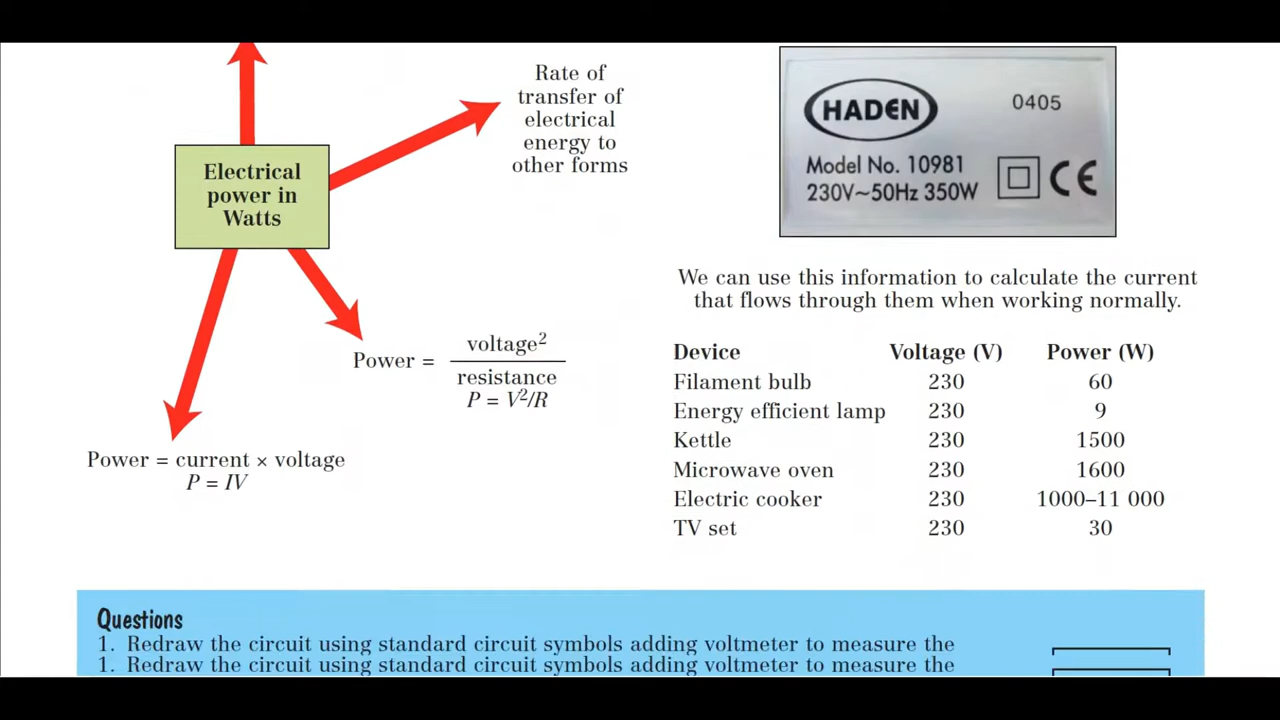 Rate of
transfer of
electrical
energy to
other forms
Electrical
power in
Watts
Power = voltage²
resistance
P = V²/R
Power = current × voltage
P = IV
HADEN
0405
Model No. 10981
230V~50Hz 350W
CE
We can use this information to calculate the current
that flows through them when working normally.
Device Voltage (V) Power (W)
Filament bulb 230 60
Energy efficient lamp 230 9
Kettle 230 1500
Microwave oven 230 1600
Electric cooker 230 1000–11 000
TV set 230 30
Questions
1. Redraw the circuit using standard circuit symbols adding voltmeter to measure the
1. Redraw the circuit using standard circuit symbols adding voltmeter to measure the